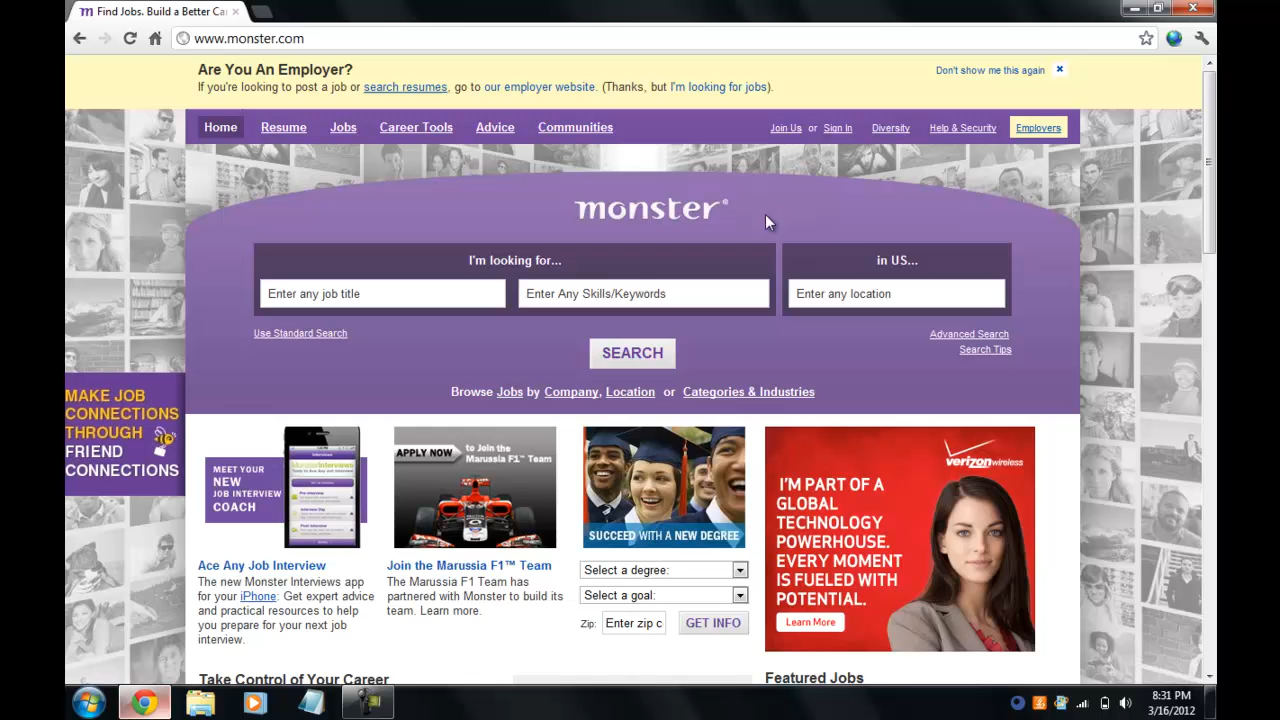 Find Jobs. Build a Better Ca
www.monster.com
Are You An Employer?
Don't show me this again
If you're looking to post a job or search resumes, go to our employer website. (Thanks, but I'm looking for jobs).
Home Resume Jobs Career Tools Advice Communities Join Us or Sign In Diversity Help & Security Employers
monster®
I'm looking for...
in US...
Enter any job title
Enter Any Skills/Keywords
Enter any location
Use Standard Search
Advanced Search
Search Tips
SEARCH
Browse Jobs by Company, Location or Categories & Industries
MAKE JOB
CONNECTIONS
THROUGH
FRIEND
CONNECTIONS
MEET YOUR
NEW
JOB INTERVIEW
COACH
Ace Any Job Interview
The new Monster Interviews app
for your iPhone: Get expert advice
and practical resources to help
you prepare for your next job
interview.
APPLY NOW to Join the
Marussia F1™ Team
Join the Marussia F1™ Team
The Marussia F1 Team has
partnered with Monster to build its
team. Learn more.
SUCCEED WITH A NEW DEGREE
Select a degree:
Select a goal:
Zip: Enter zip c GET INFO
verizonwireless
I'M PART OF A
GLOBAL
TECHNOLOGY
POWERHOUSE.
EVERY MOMENT
IS FUELED WITH
POTENTIAL.
Learn More
Take Control of Your Career
Featured Jobs
8:31 PM
3/16/2012